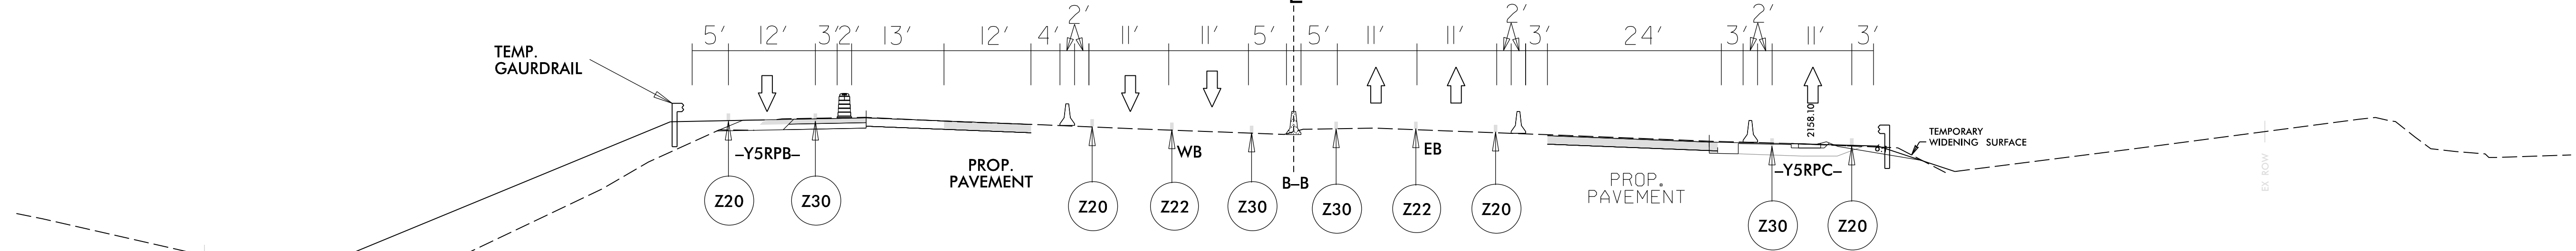 L
5' 12' 3' 2' 13' 12' 4' 2' 11' 11' 5' 5' 11' 11' 2' 3' 24' 3' 2' 11' 3'
TEMP.
GAURDRAIL
2158.10
TEMPORARY
WIDENING SURFACE
-Y5RPB-
PROP.
PAVEMENT
WB
B-B
EB
PROP.
PAVEMENT
-Y5RPC-
EX ROW
Z20 Z30 Z20 Z22 Z30 Z30 Z22 Z20 Z30 Z20